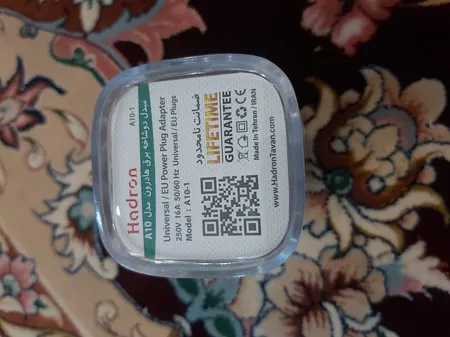 A10-1
مبدل دوشاخه برق هادرون مدل A10
Hadron
Universal / EU Power Plug Adapter
250V 16A 50/60 Hz Universal / EU Plugs
Model : A10-1
ضمانت نامحدود
LIFETIME
GUARANTEE
Made In Tehran / IRAN
www.HadronTavan.com